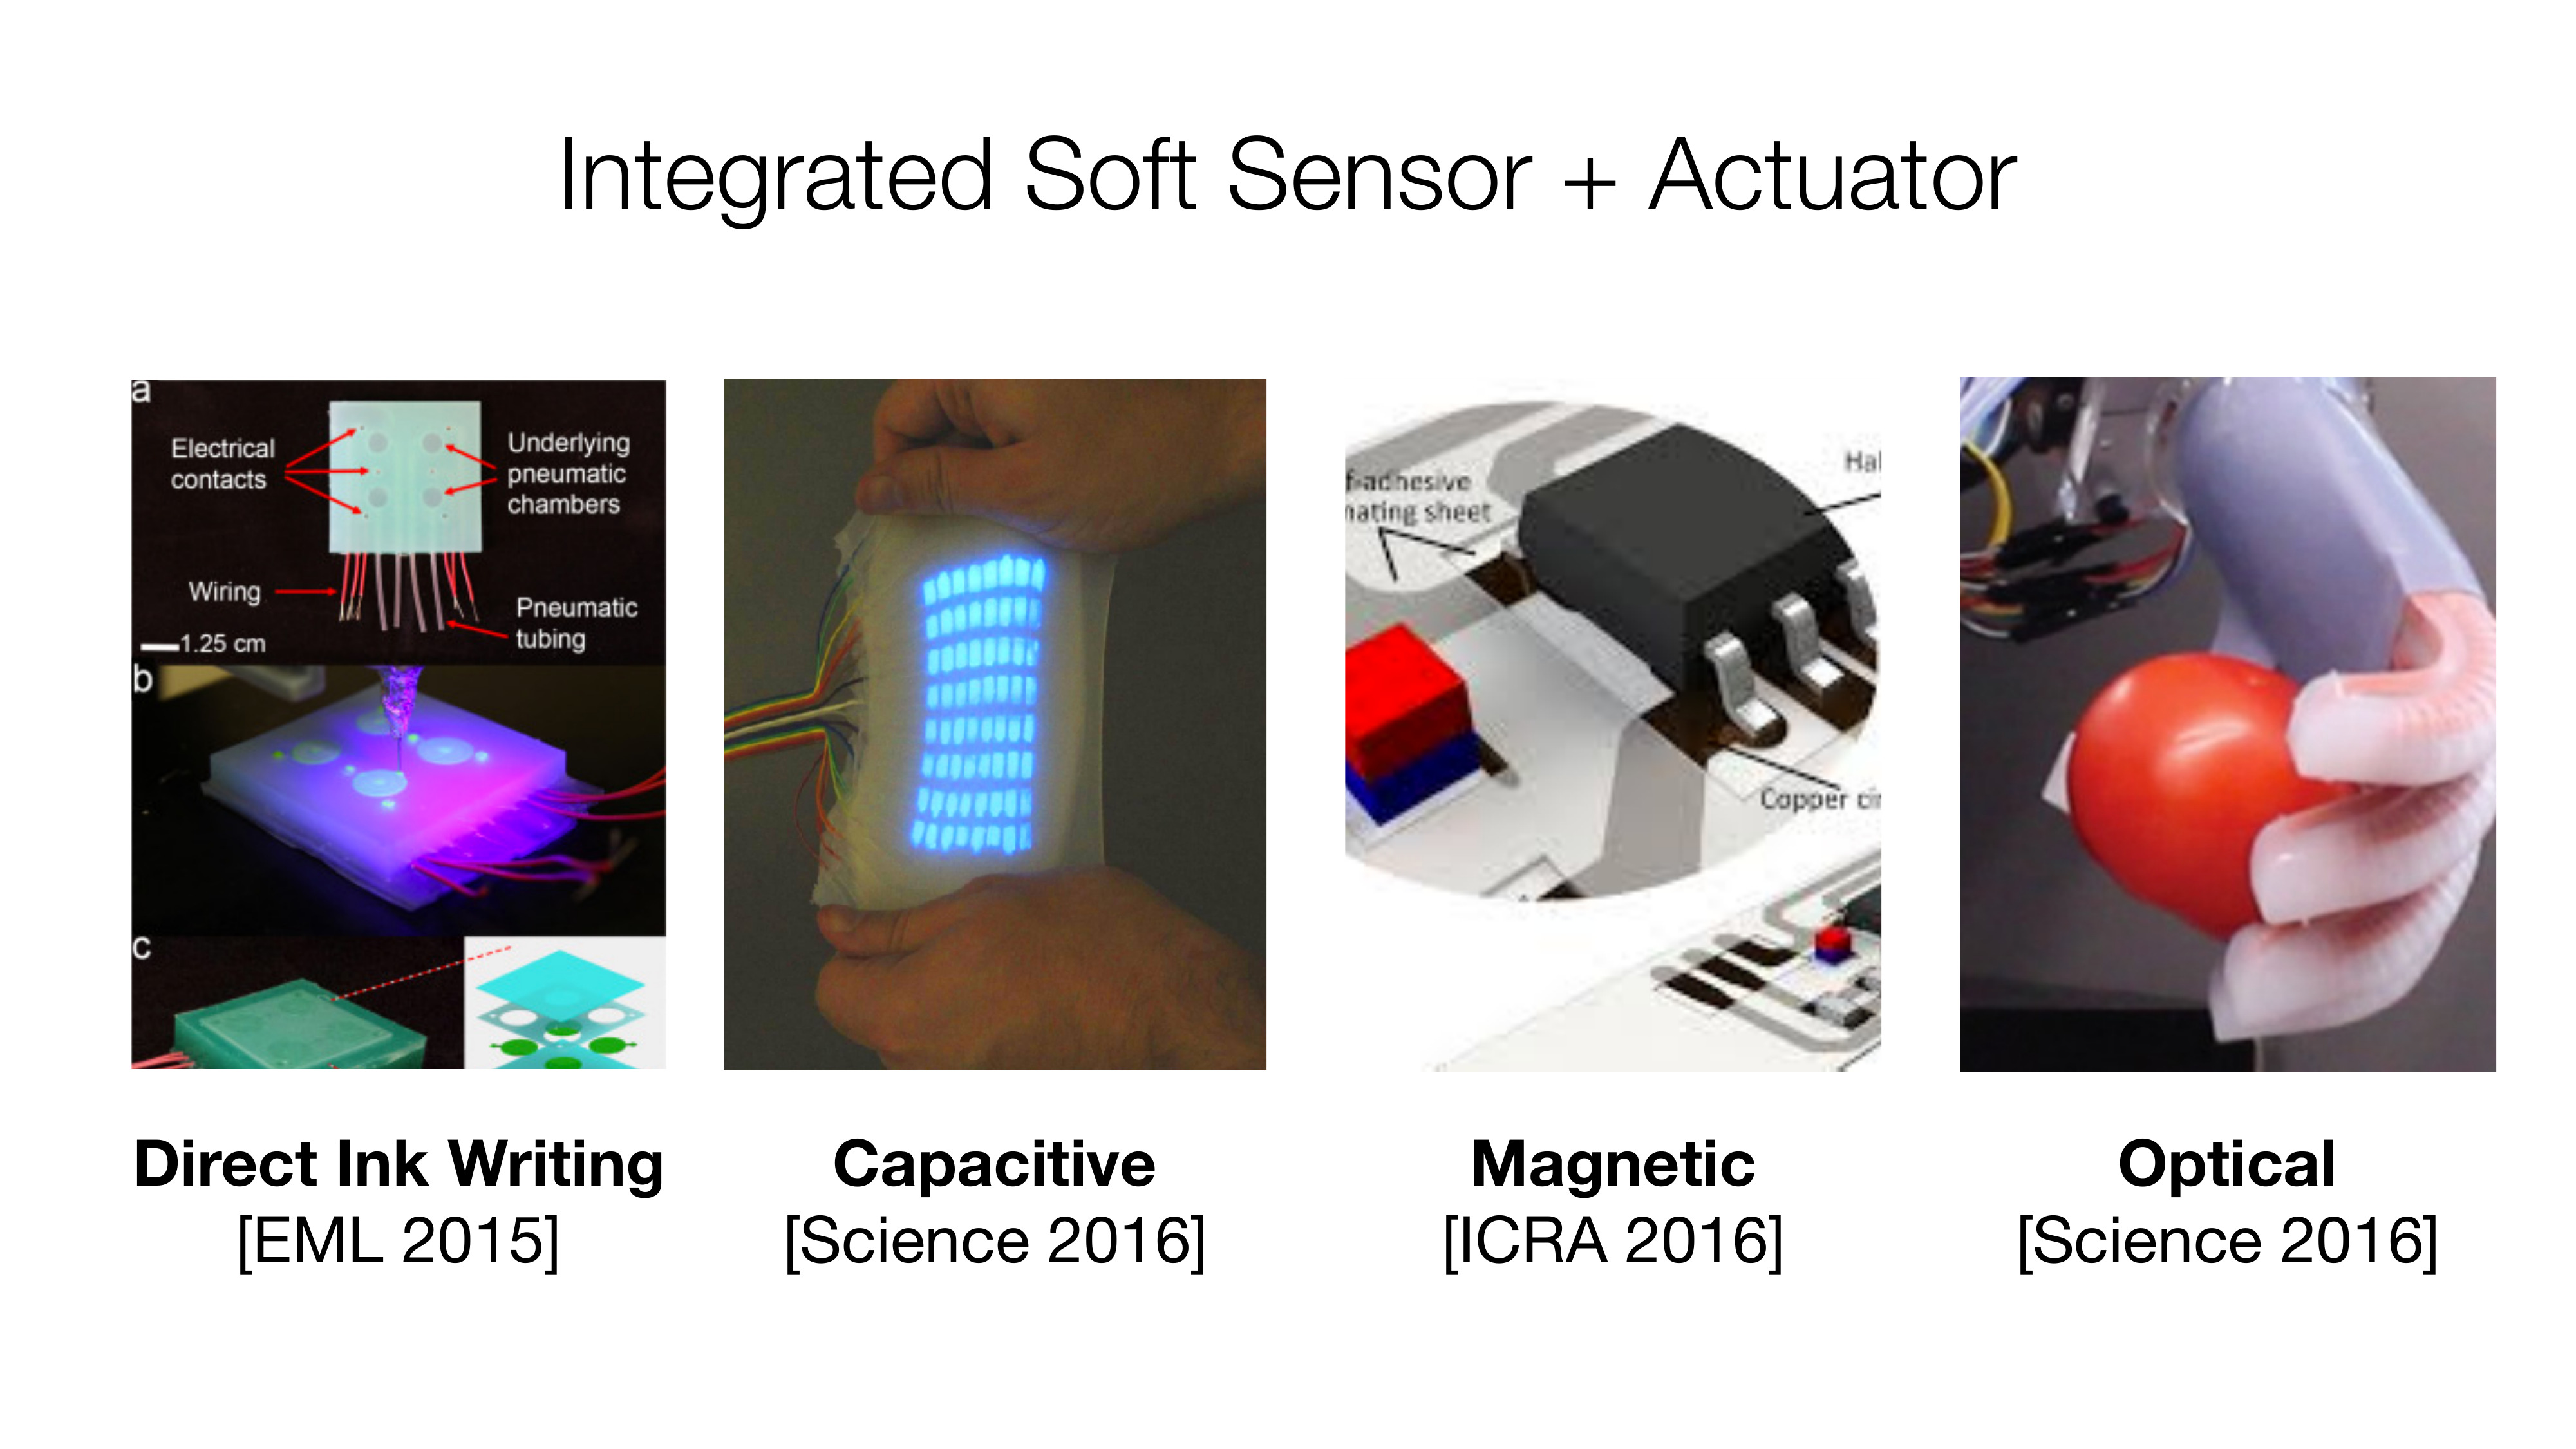 Integrated Soft Sensor + Actuator
a
Electrical
contacts
Underlying
pneumatic
chambers
Wiring
Pneumatic
tubing
1.25 cm
b
c
f-adhesive
nating sheet
Hal
Copper cir
Direct Ink Writing
[EML 2015]
Capacitive
[Science 2016]
Magnetic
[ICRA 2016]
Optical
[Science 2016]